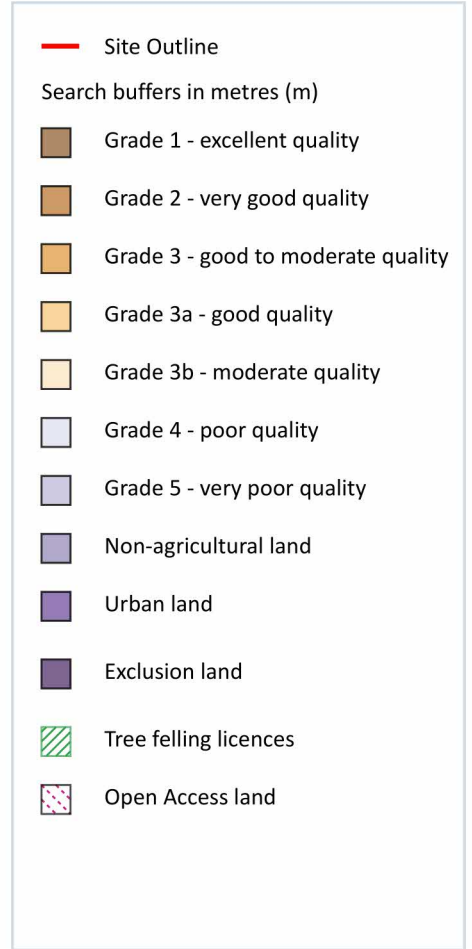 Site Outline
Search buffers in metres (m)
Grade 1 - excellent quality
Grade 2 - very good quality
Grade 3 - good to moderate quality
Grade 3a - good quality
Grade 3b - moderate quality
Grade 4 - poor quality
Grade 5 - very poor quality
Non-agricultural land
Urban land
Exclusion land
Tree felling licences
Open Access land